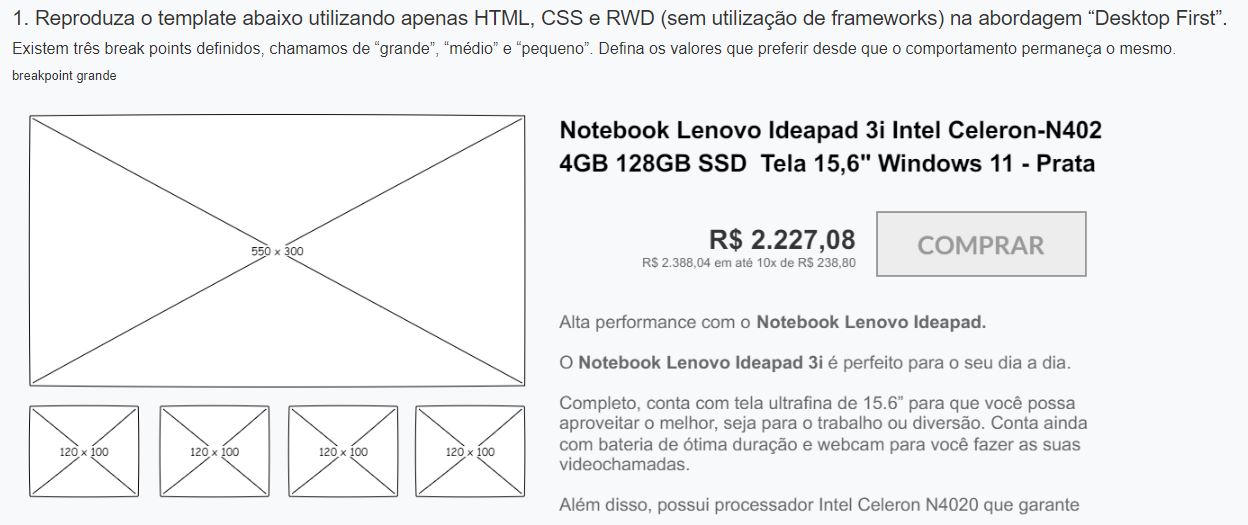 1. Reproduza o template abaixo utilizando apenas HTML, CSS e RWD (sem utilização de frameworks) na abordagem “Desktop First”.
Existem três break points definidos, chamamos de “grande”, “médio” e “pequeno”. Defina os valores que preferir desde que o comportamento permaneça o mesmo.
breakpoint grande
550 x 300
120 x 100
120 x 100
120 x 100
120 x 100
Notebook Lenovo Ideapad 3i Intel Celeron-N402
4GB 128GB SSD  Tela 15,6" Windows 11 - Prata
R$ 2.227,08
R$ 2.388,04 em até 10x de R$ 238,80
COMPRAR
Alta performance com o Notebook Lenovo Ideapad.
O Notebook Lenovo Ideapad 3i é perfeito para o seu dia a dia.
Completo, conta com tela ultrafina de 15.6” para que você possa
aproveitar o melhor, seja para o trabalho ou diversão. Conta ainda
com bateria de ótima duração e webcam para você fazer as suas
videochamadas.
Além disso, possui processador Intel Celeron N4020 que garante